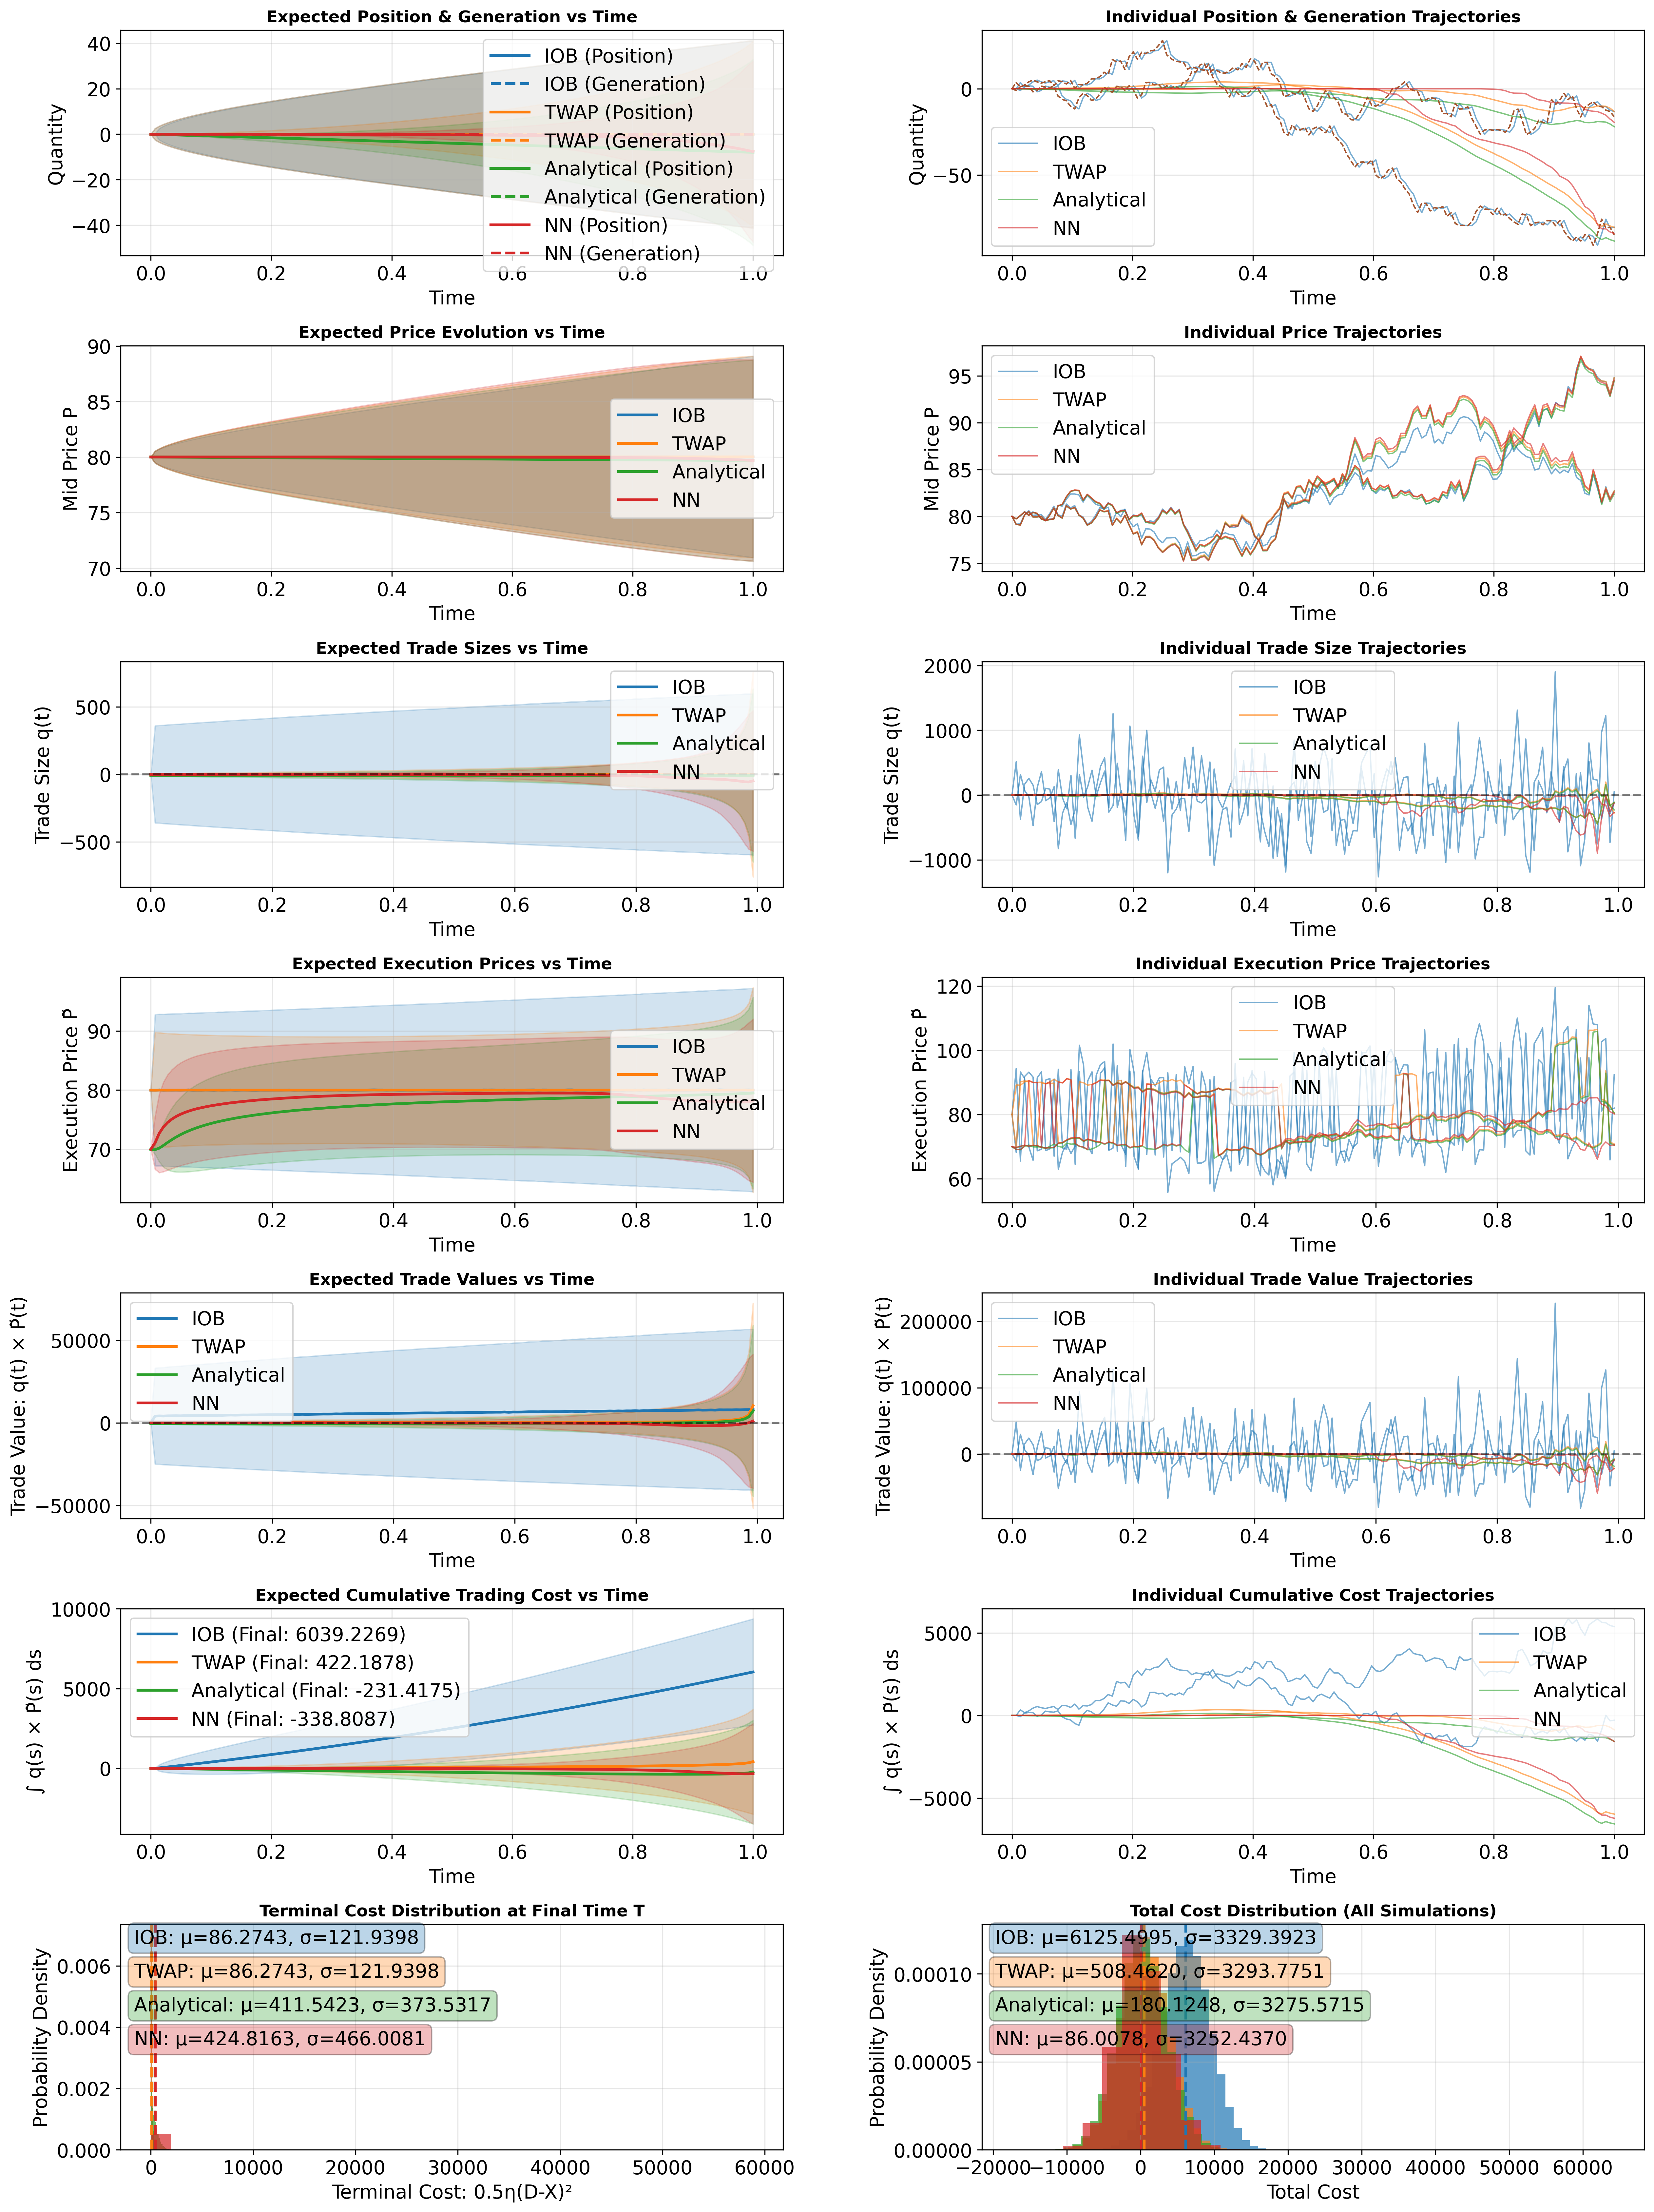 Expected Position & Generation vs Time
Quantity
40
20
0
−20
−40
IOB (Position)
IOB (Generation)
TWAP (Position)
TWAP (Generation)
Analytical (Position)
Analytical (Generation)
NN (Position)
NN (Generation)
0.0 0.2 0.4 0.6 0.8 1.0
Time
Individual Position & Generation Trajectories
Quantity
0
−50
IOB
TWAP
Analytical
NN
0.0 0.2 0.4 0.6 0.8 1.0
Time
Expected Price Evolution vs Time
Mid Price P
90
85
80
75
70
IOB
TWAP
Analytical
NN
0.0 0.2 0.4 0.6 0.8 1.0
Time
Individual Price Trajectories
Mid Price P
95
90
85
80
75
IOB
TWAP
Analytical
NN
0.0 0.2 0.4 0.6 0.8 1.0
Time
Expected Trade Sizes vs Time
Trade Size q(t)
500
0
−500
IOB
TWAP
Analytical
NN
0.0 0.2 0.4 0.6 0.8 1.0
Time
Individual Trade Size Trajectories
Trade Size q(t)
2000
1000
0
−1000
IOB
TWAP
Analytical
NN
0.0 0.2 0.4 0.6 0.8 1.0
Time
Expected Execution Prices vs Time
Execution Price P̃
90
80
70
IOB
TWAP
Analytical
NN
0.0 0.2 0.4 0.6 0.8 1.0
Time
Individual Execution Price Trajectories
Execution Price P̃
120
100
80
60
IOB
TWAP
Analytical
NN
0.0 0.2 0.4 0.6 0.8 1.0
Time
Expected Trade Values vs Time
Trade Value: q(t) × P̃(t)
50000
0
−50000
IOB
TWAP
Analytical
NN
0.0 0.2 0.4 0.6 0.8 1.0
Time
Individual Trade Value Trajectories
Trade Value: q(t) × P̃(t)
200000
100000
0
IOB
TWAP
Analytical
NN
0.0 0.2 0.4 0.6 0.8 1.0
Time
Expected Cumulative Trading Cost vs Time
∫ q(s) × P̃(s) ds
10000
5000
0
IOB (Final: 6039.2269)
TWAP (Final: 422.1878)
Analytical (Final: -231.4175)
NN (Final: -338.8087)
0.0 0.2 0.4 0.6 0.8 1.0
Time
Individual Cumulative Cost Trajectories
∫ q(s) × P̃(s) ds
5000
0
−5000
IOB
TWAP
Analytical
NN
0.0 0.2 0.4 0.6 0.8 1.0
Time
Terminal Cost Distribution at Final Time T
Probability Density
0.006
0.004
0.002
0.000
IOB: μ=86.2743, σ=121.9398
TWAP: μ=86.2743, σ=121.9398
Analytical: μ=411.5423, σ=373.5317
NN: μ=424.8163, σ=466.0081
0 10000 20000 30000 40000 50000 60000
Terminal Cost: 0.5η(D-X)²
Total Cost Distribution (All Simulations)
Probability Density
0.00010
0.00005
0.00000
IOB: μ=6125.4995, σ=3329.3923
TWAP: μ=508.4620, σ=3293.7751
Analytical: μ=180.1248, σ=3275.5715
NN: μ=86.0078, σ=3252.4370
−20000 −10000 0 10000 20000 30000 40000 50000 60000
Total Cost